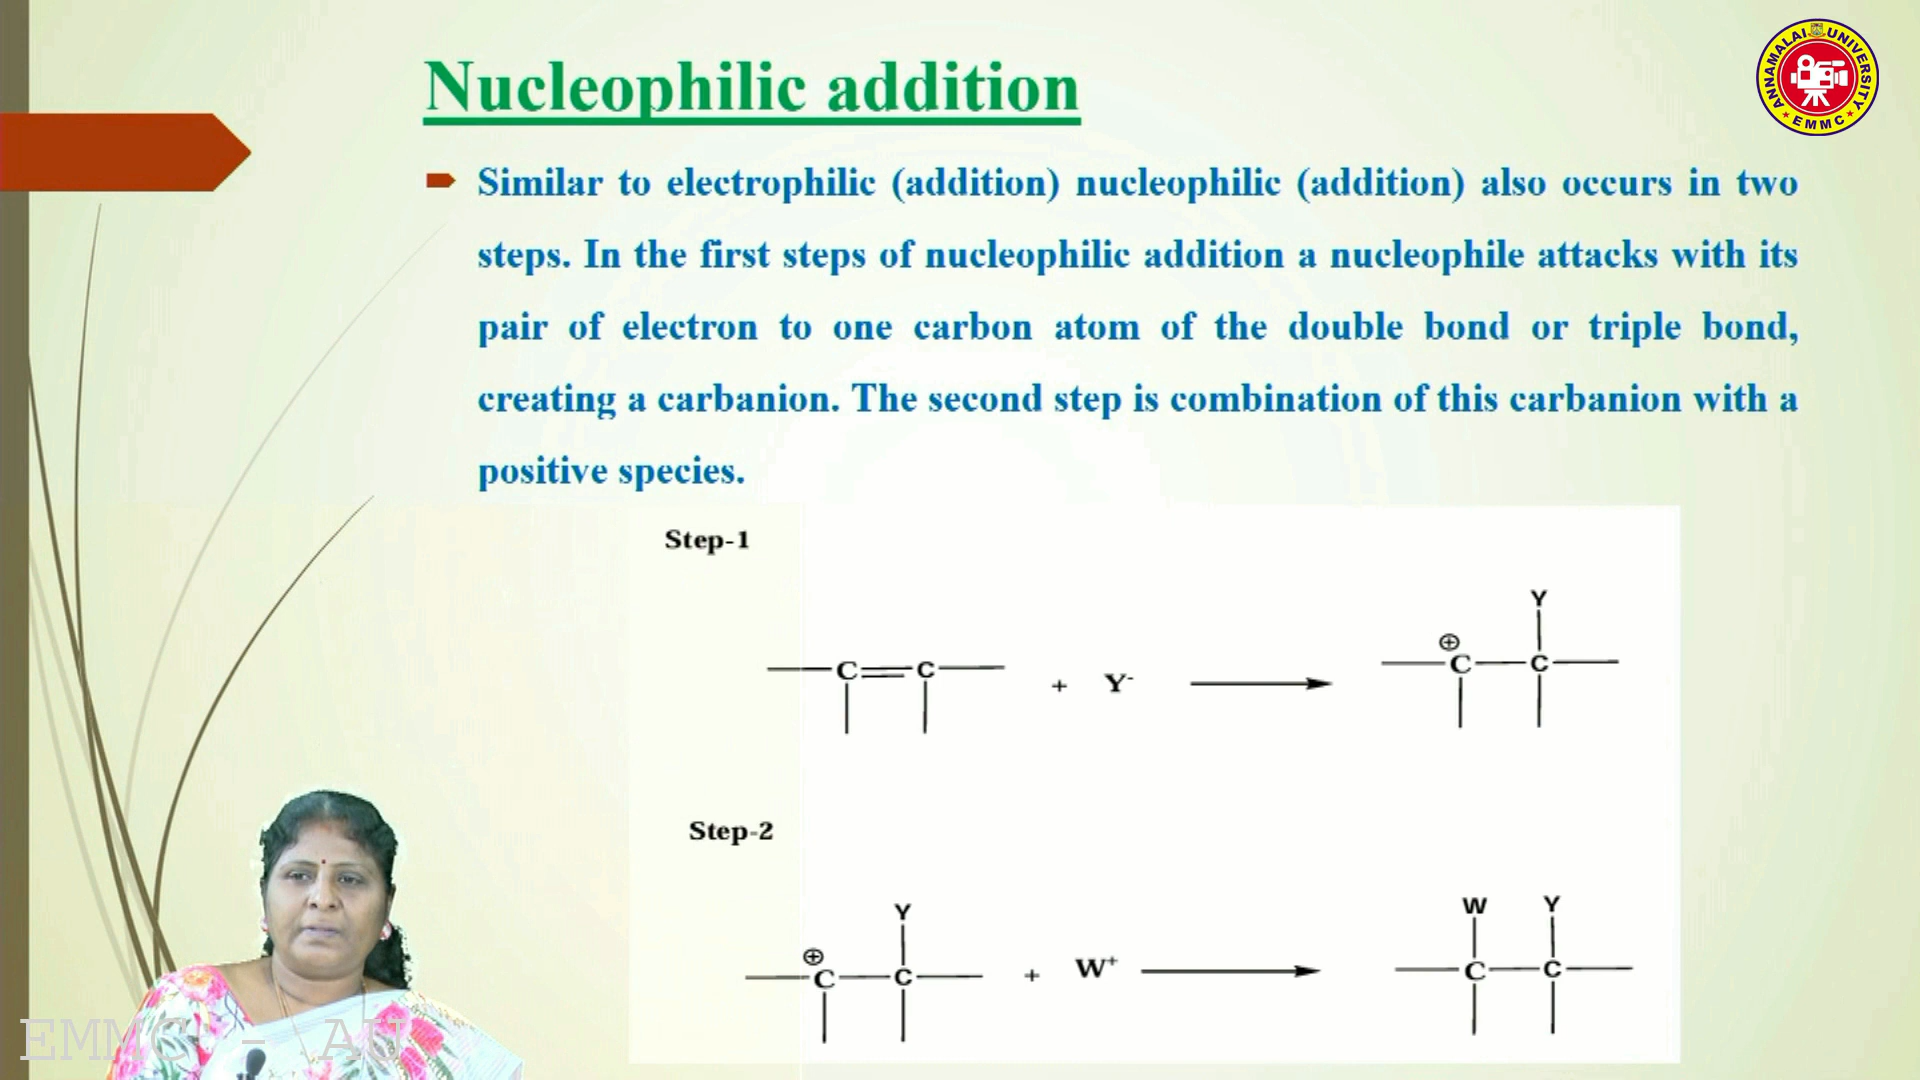 Nucleophilic addition
ANNAMALAI UNIVERSITY
EMMC
Similar to electrophilic (addition) nucleophilic (addition) also occurs in two
steps. In the first steps of nucleophilic addition a nucleophile attacks with its
pair of electron to one carbon atom of the double bond or triple bond,
creating a carbanion. The second step is combination of this carbanion with a
positive species.
Step-1
Y
⊕
C C + Y- C C
Step-2
Y W Y
⊕
C C + W+ C C
EMMC - AU